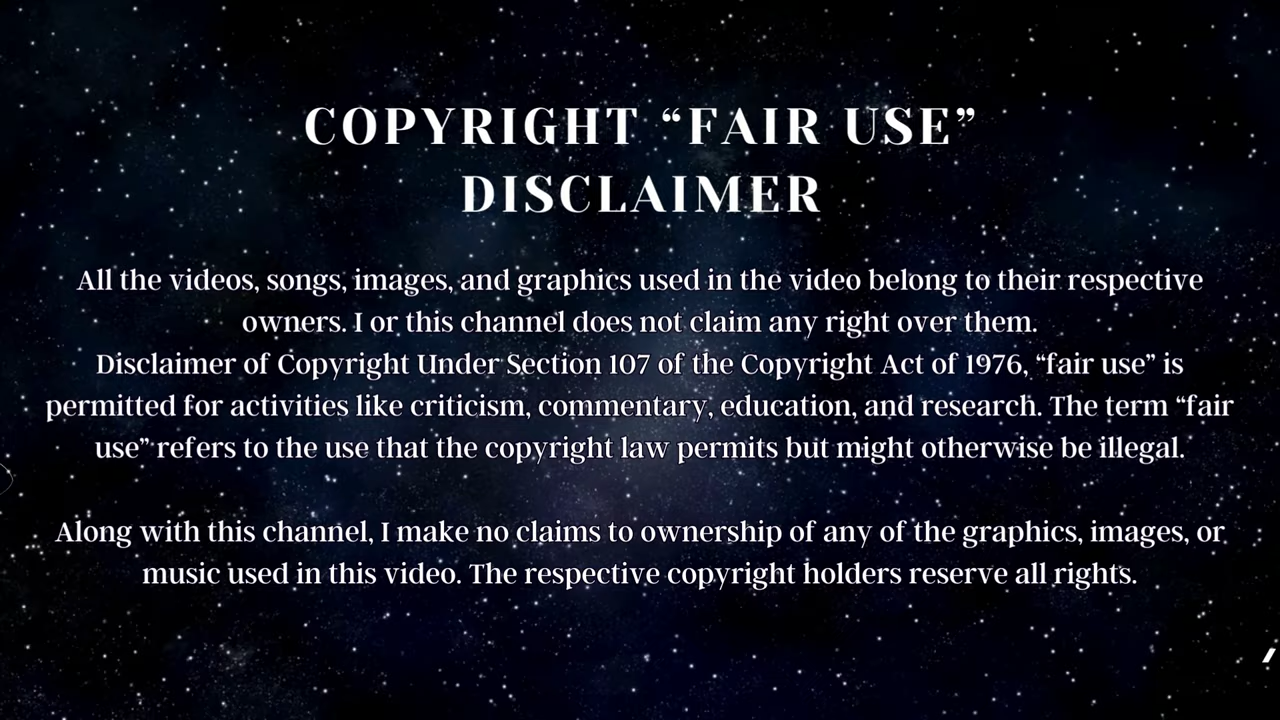 COPYRIGHT “FAIR USE”
DISCLAIMER
All the videos, songs, images, and graphics used in the video belong to their respective
owners. I or this channel does not claim any right over them.
Disclaimer of Copyright Under Section 107 of the Copyright Act of 1976, “fair use” is
permitted for activities like criticism, commentary, education, and research. The term “fair
use” refers to the use that the copyright law permits but might otherwise be illegal.
Along with this channel, I make no claims to ownership of any of the graphics, images, or
music used in this video. The respective copyright holders reserve all rights.